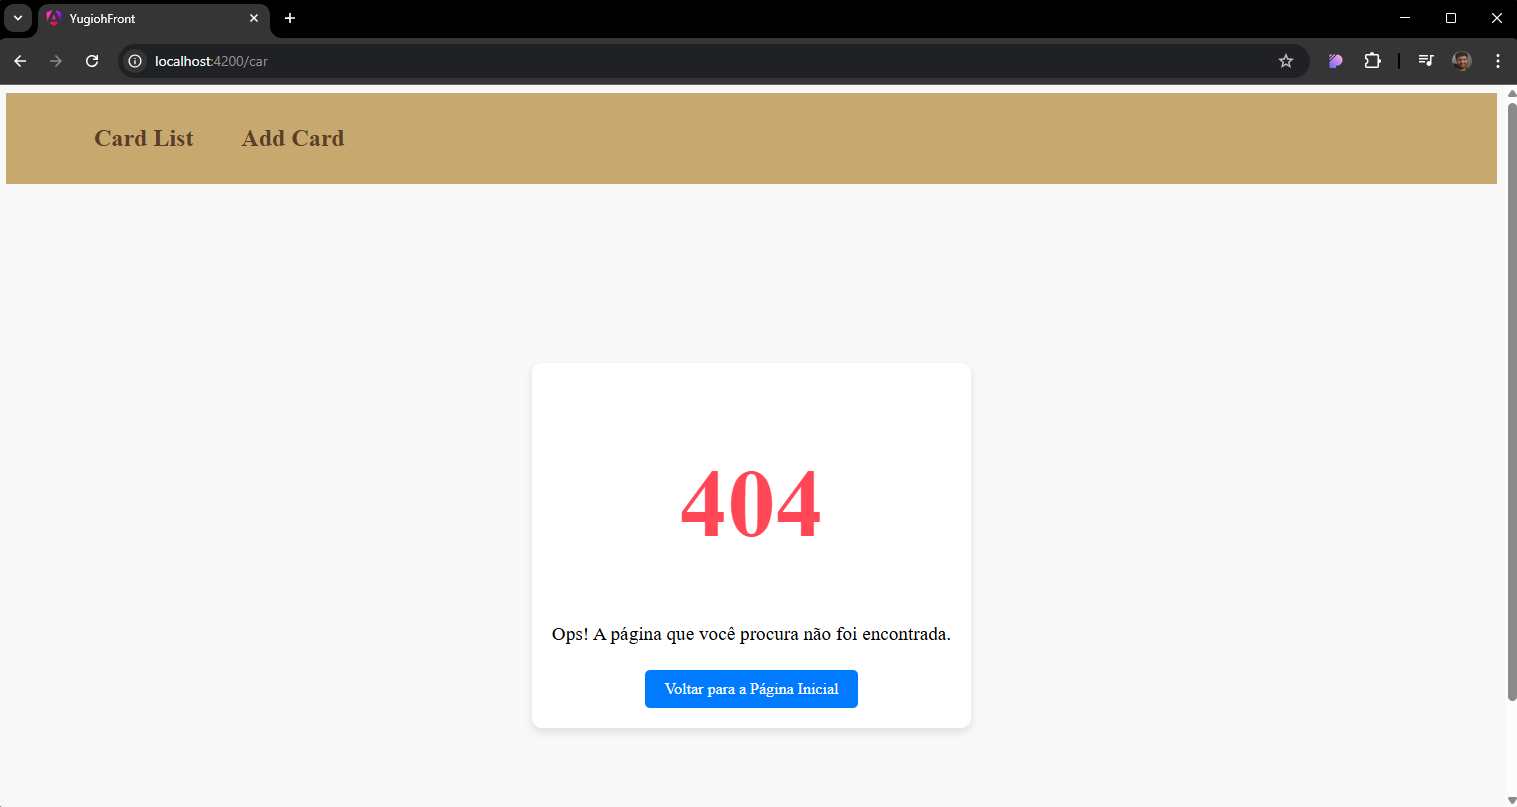 YugiohFront
localhost:4200/car
Card List Add Card
404
Ops! A página que você procura não foi encontrada.
Voltar para a Página Inicial